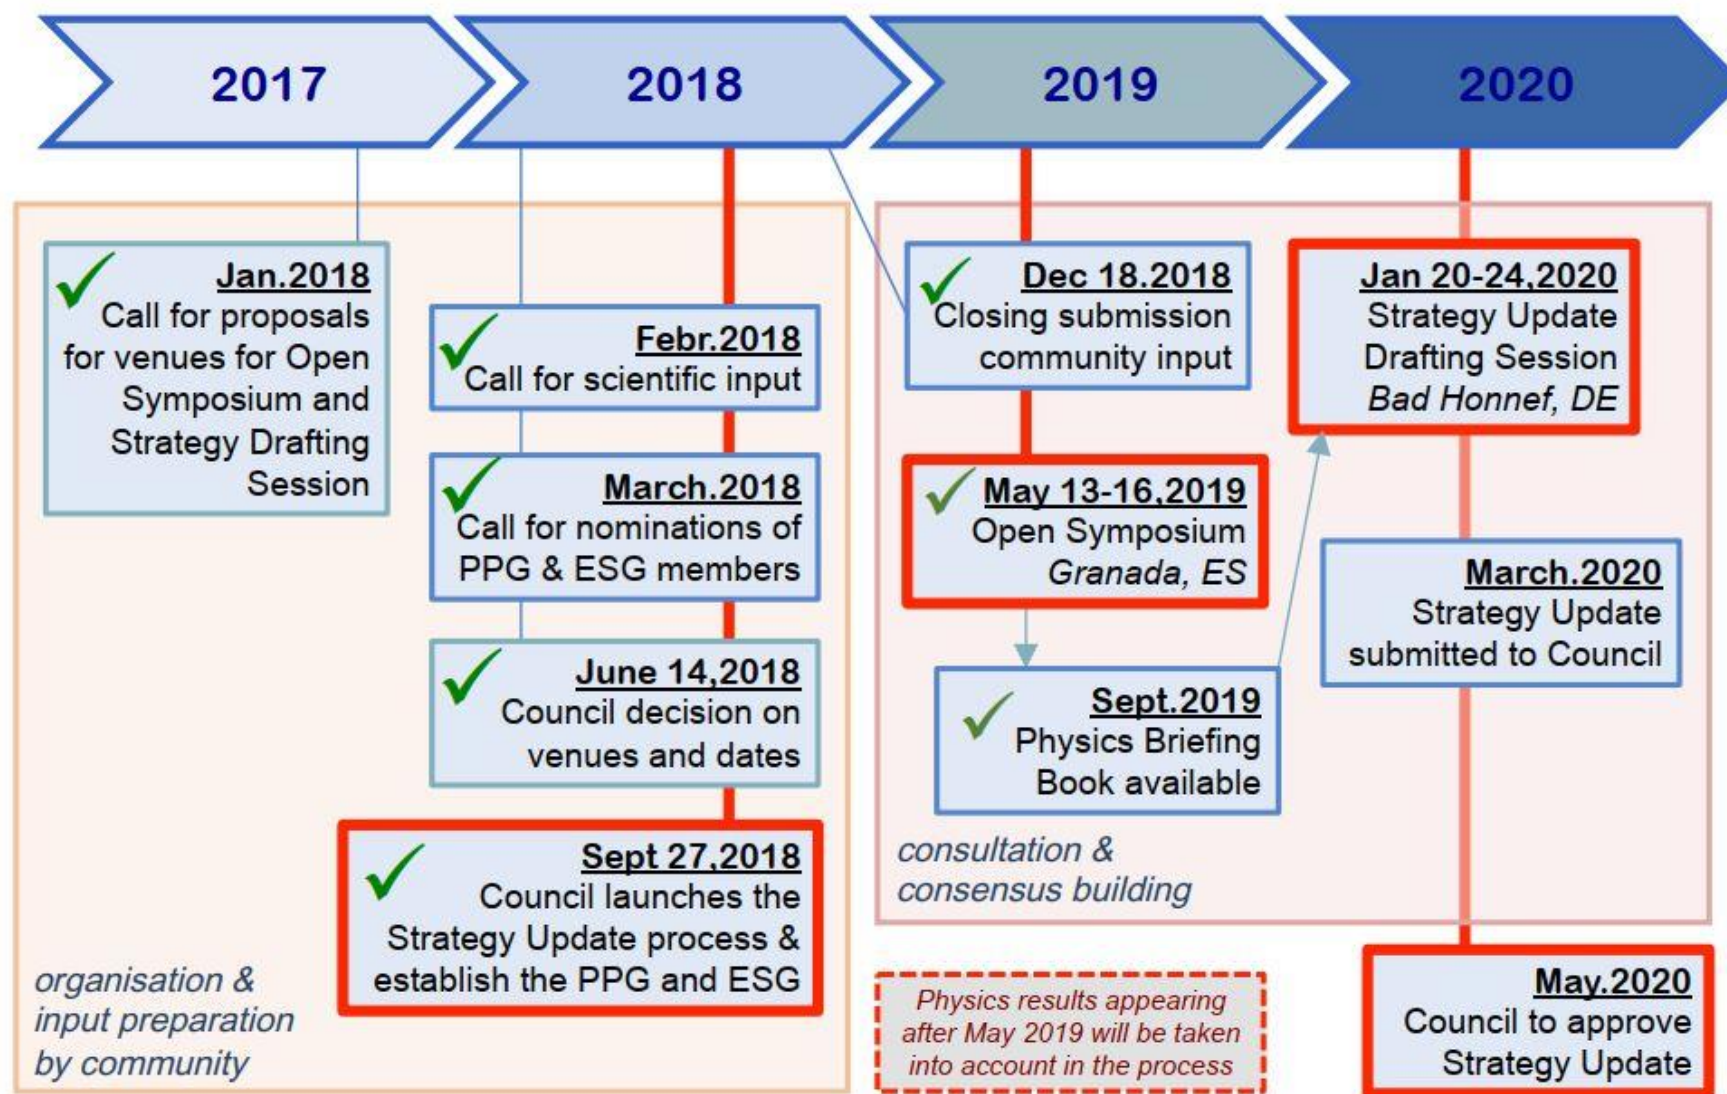 2017
2018
2019
2020
Jan.2018
Call for proposals
for venues for Open
Symposium and
Strategy Drafting
Session
Febr.2018
Call for scientific input
March.2018
Call for nominations of
PPG & ESG members
June 14,2018
Council decision on
venues and dates
Sept 27,2018
Council launches the
Strategy Update process &
establish the PPG and ESG
organisation &
input preparation
by community
Dec 18.2018
Closing submission
community input
May 13-16,2019
Open Symposium
Granada, ES
Sept.2019
Physics Briefing
Book available
consultation &
consensus building
Physics results appearing
after May 2019 will be taken
into account in the process
Jan 20-24,2020
Strategy Update
Drafting Session
Bad Honnef, DE
March.2020
Strategy Update
submitted to Council
May.2020
Council to approve
Strategy Update